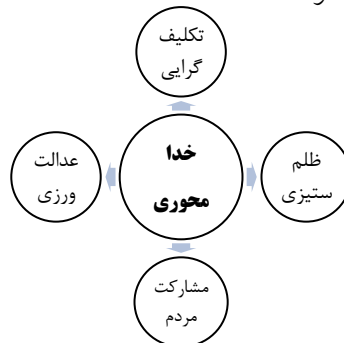 و
تکلیف
گرایی
خدا
محوری
ظلم
ستیزی
عدالت
ورزی
مشارکت
مردم